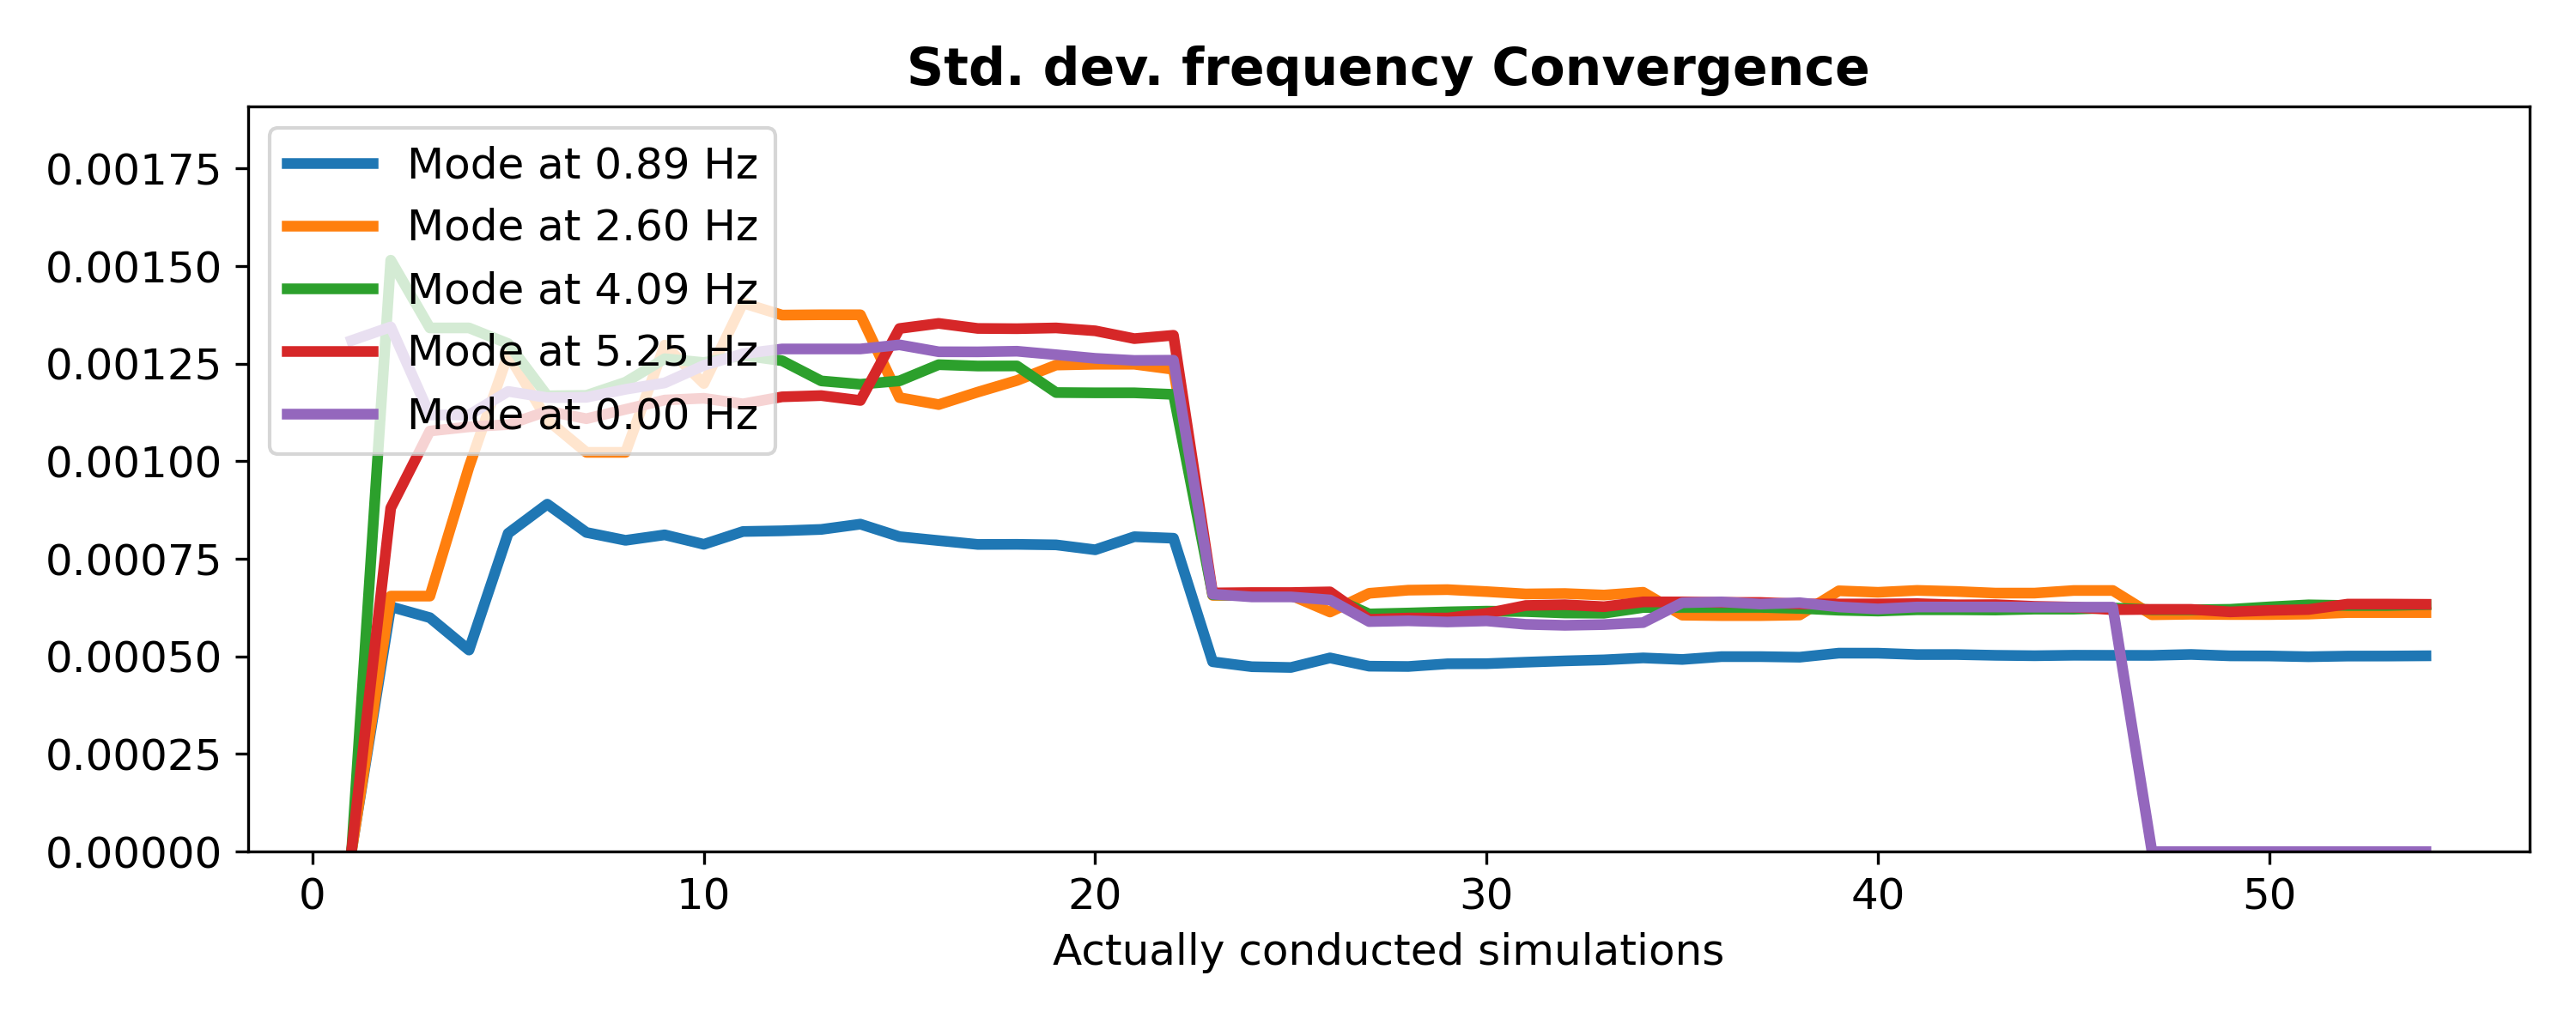 Std. dev. frequency Convergence
Mode at 0.89 Hz
Mode at 2.60 Hz
Mode at 4.09 Hz
Mode at 5.25 Hz
Mode at 0.00 Hz
0.00175
0.00150
0.00125
0.00100
0.00075
0.00050
0.00025
0.00000
0 10 20 30 40 50
Actually conducted simulations